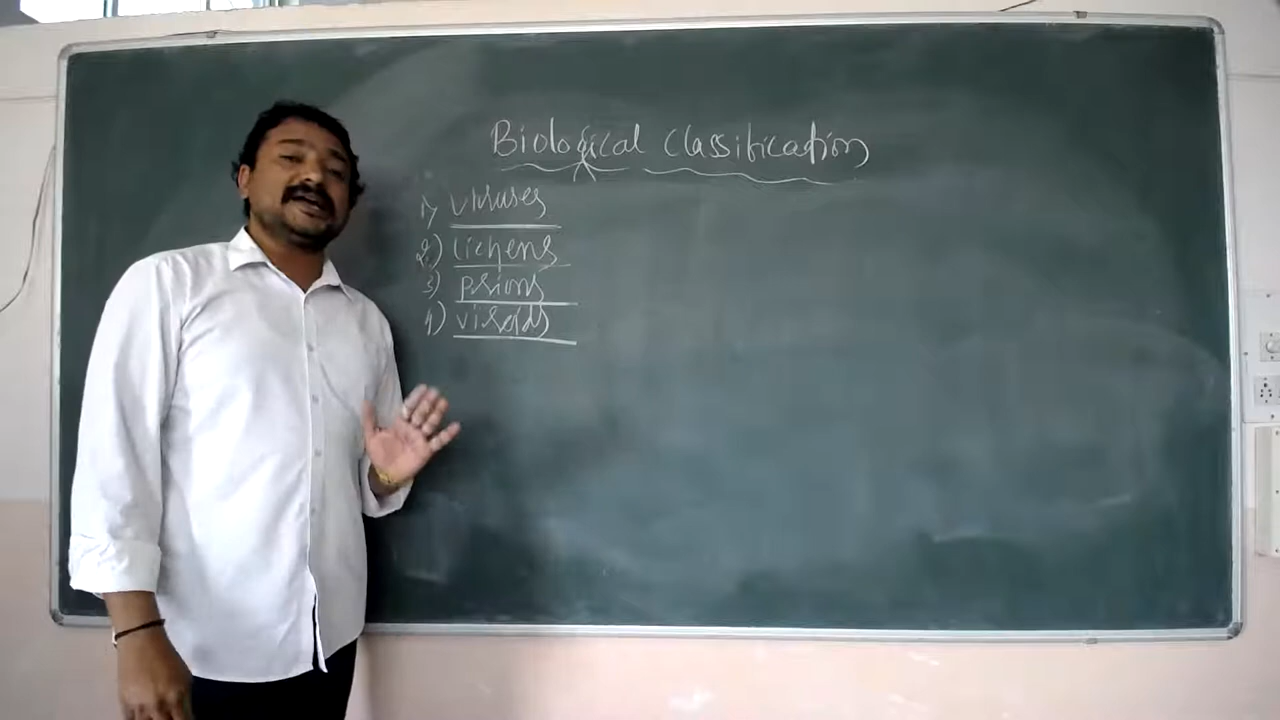 Biological classification
1) viruses
2) lichens
3) prions
4) viroids